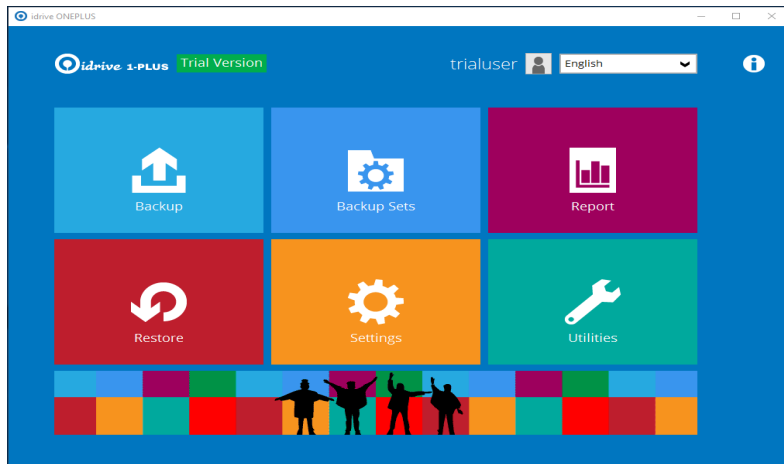 idrive ONEPLUS
idrive 1-PLUS Trial Version trialuser English
Backup Backup Sets Report
Restore Settings Utilities